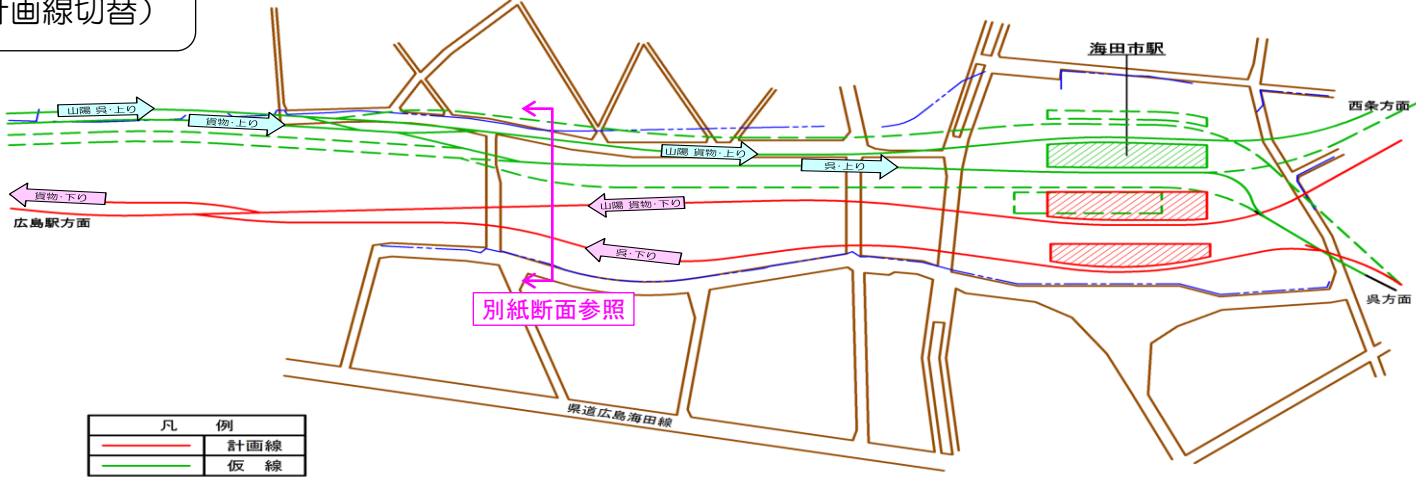 計画線切替）
海田市駅
西条方面
山陽 呉・上り
貨物・上り
山陽 貨物・上り
呉・上り
貨物・下り
山陽 貨物・下り
広島駅方面
呉・下り
呉方面
別紙断面参照
県道広島海田線
凡 例
計画線
仮 線